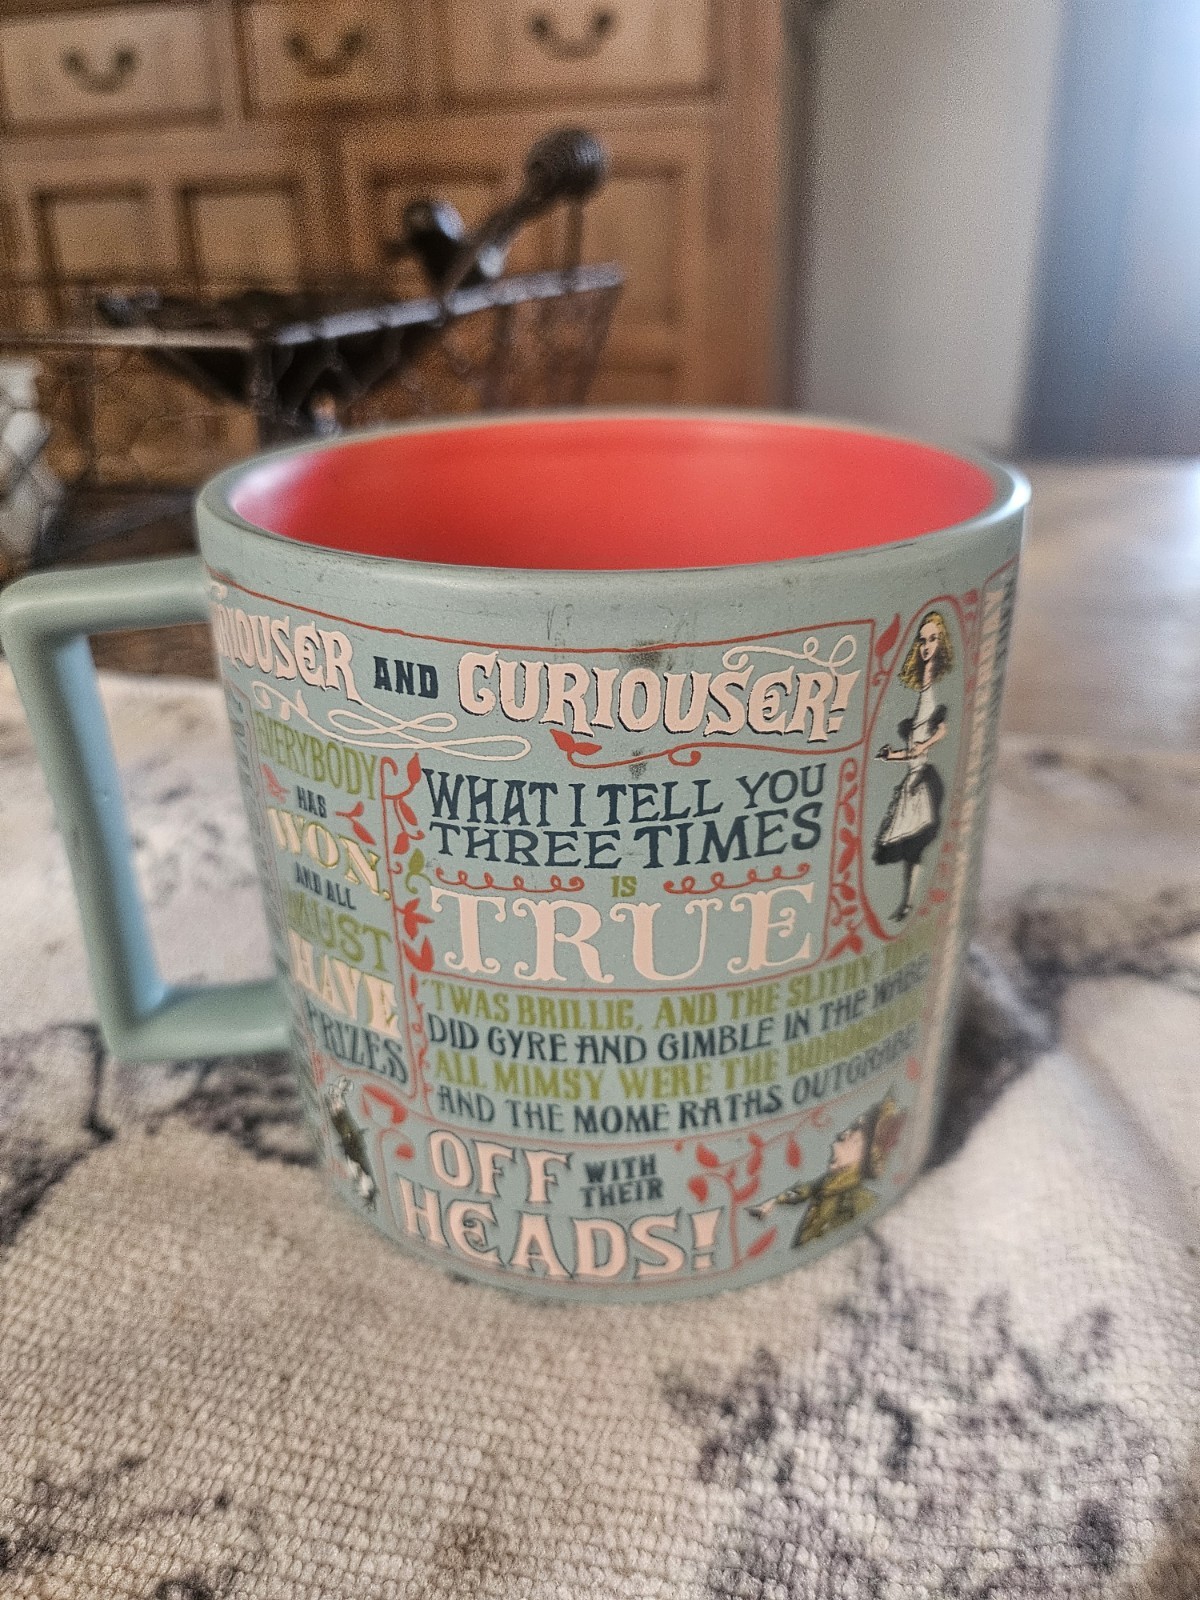 AND CURIOUSER!
EVERYBODY
HAS
WON,
AND ALL
MUST
HAVE
PRIZES
WHAT I TELL YOU
THREE TIMES
IS
TRUE
'TWAS BRILLIG, AND THE SLITHY
DID GYRE AND GIMBLE IN THE
ALL MIMSY WERE THE
AND THE MOME RATHS OUTGRABE
OFF WITH
THEIR
HEADS!